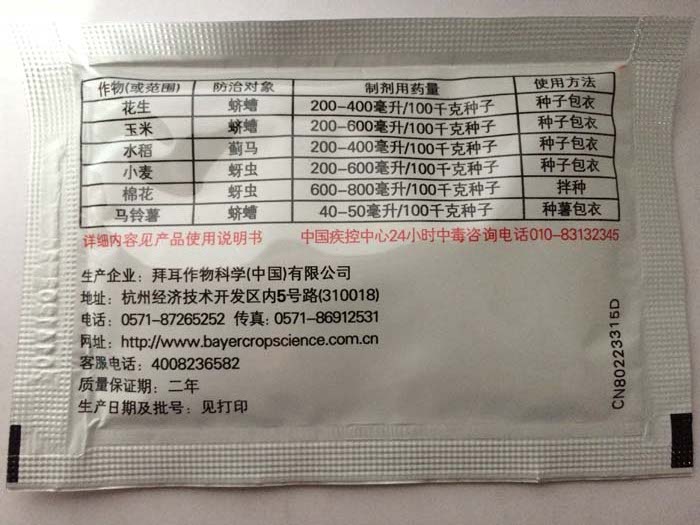 作物(或范围) 防治对象 制剂用药量 使用方法
花生 蛴螬 200-400毫升/100千克种子 种子包衣
玉米 蛴螬 200-600毫升/100千克种子 种子包衣
水稻 蓟马 200-400毫升/100千克种子 种子包衣
小麦 蚜虫 200-600毫升/100千克种子 种子包衣
棉花 蚜虫 600-800毫升/100千克种子 拌种
马铃薯 蛴螬 40-50毫升/100千克种子 种薯包衣
详细内容见产品使用说明书 中国疾控中心24小时中毒咨询电话010-83132345
生产企业：拜耳作物科学(中国)有限公司
地址：杭州经济技术开发区内5号路(310018)
电话：0571-87265252 传真：0571-86912531
网址：http://www.bayercropscience.com.cn
客服电话：4008236582
质量保证期：二年
生产日期及批号：见打印
CN80223315D